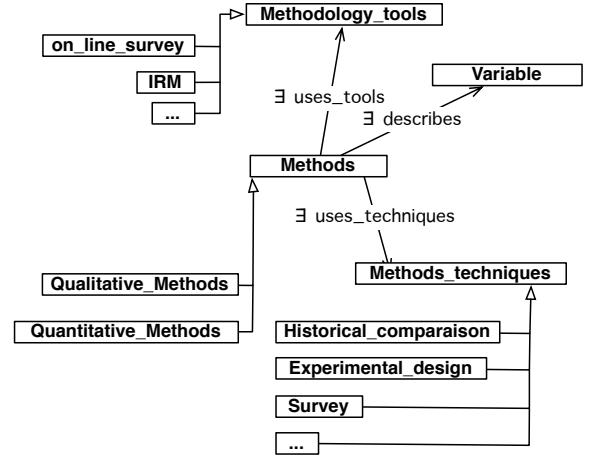 Methodology_tools
on_line_survey
IRM
...
Variable
∃ uses_tools
∃ describes
Methods
∃ uses_techniques
Methods_techniques
Qualitative_Methods
Quantitative_Methods
Historical_comparaison
Experimental_design
Survey
...